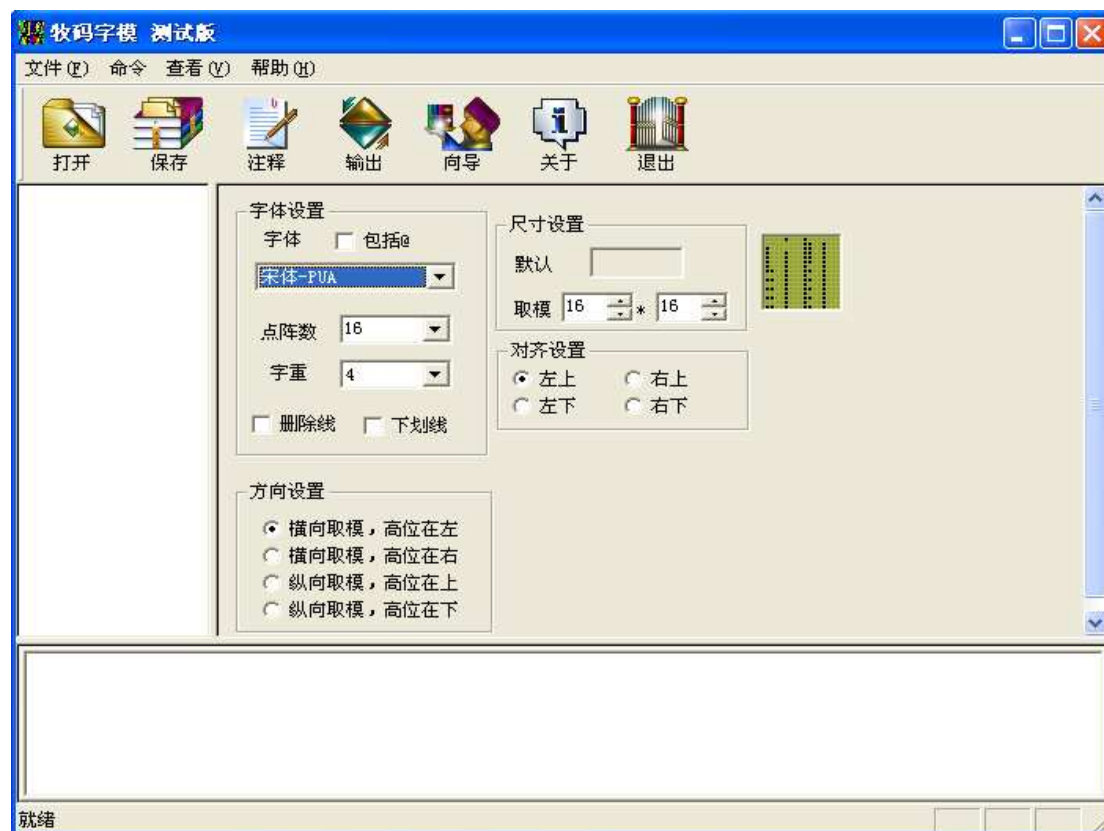 牧码字模 测试版
文件(F) 命令 查看(V) 帮助(H)
打开 保存 注释 输出 向导 关于 退出
字体设置
字体 包括@
宋体-PUA
点阵数 16
字重 4
删除线 下划线
尺寸设置
默认
取模 16 * 16
对齐设置
左上 右上
左下 右下
方向设置
横向取模，高位在左
横向取模，高位在右
纵向取模，高位在上
纵向取模，高位在下
就绪